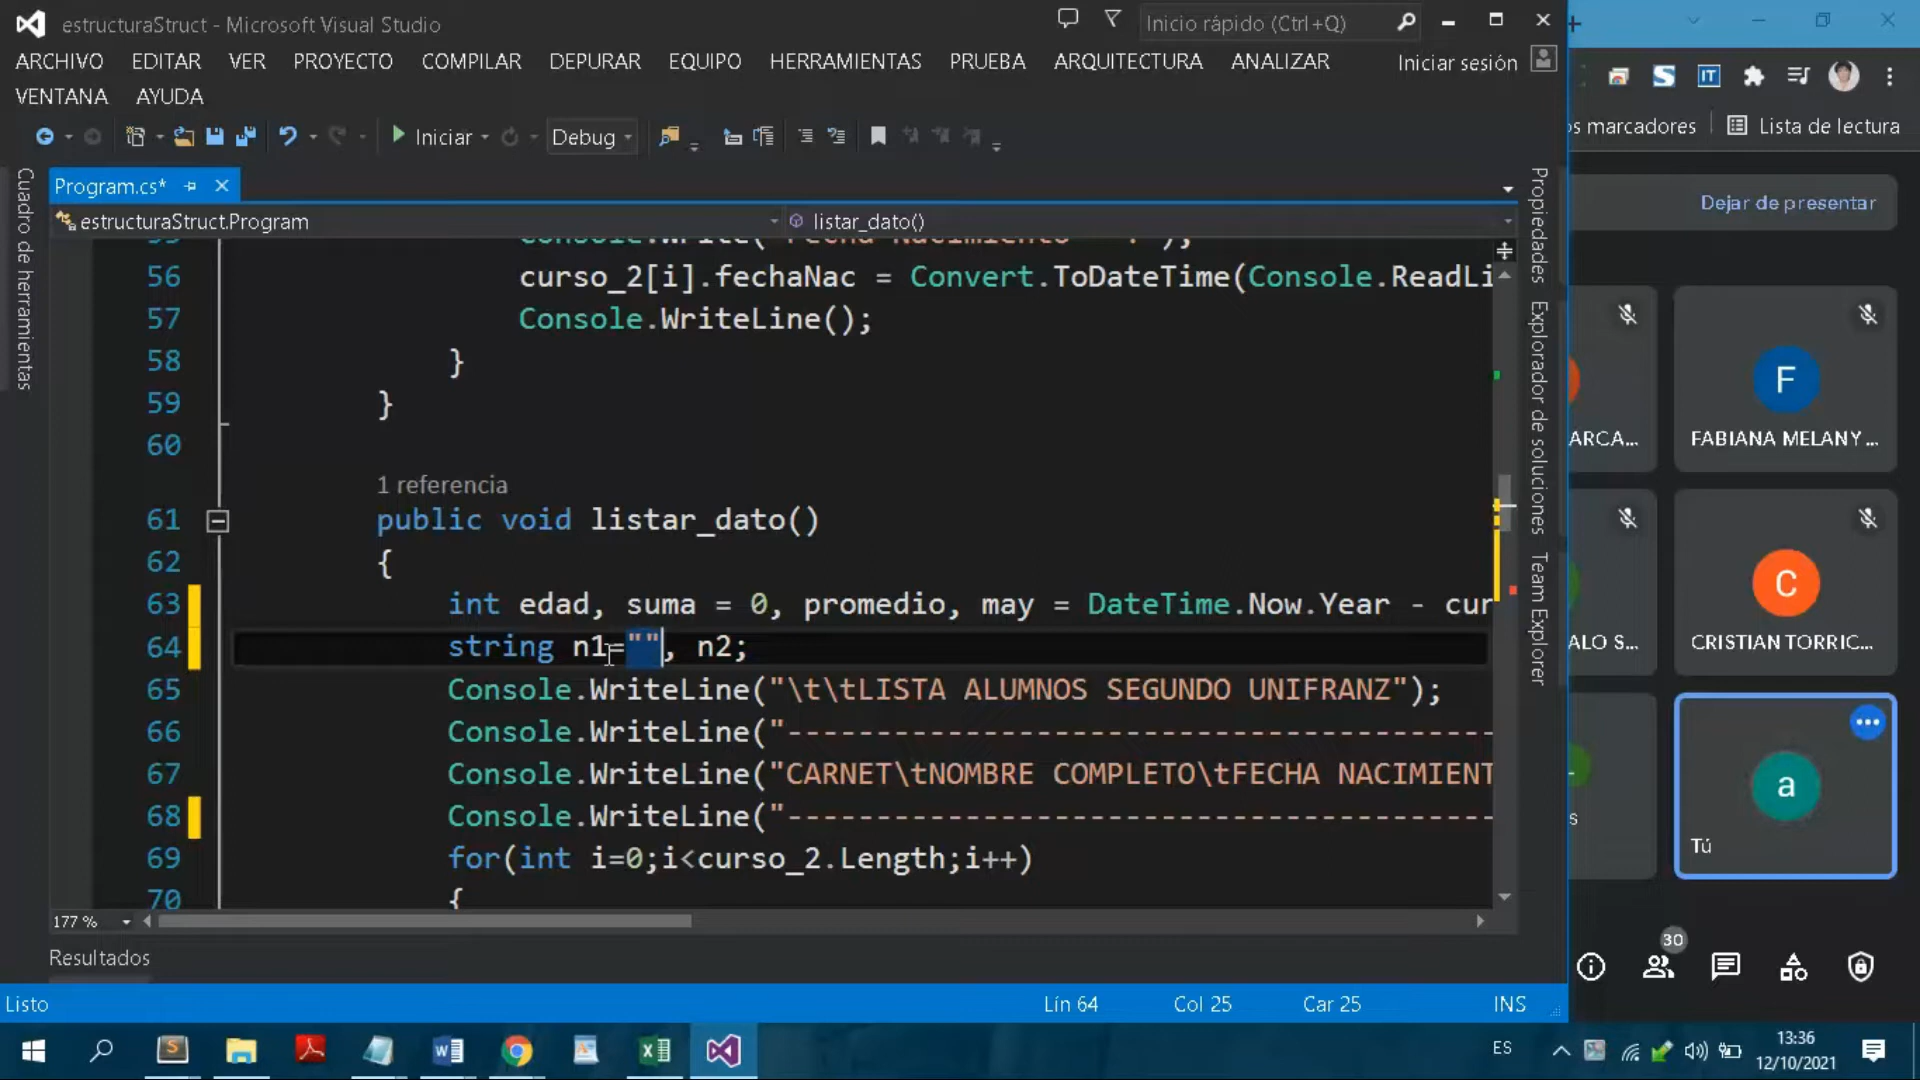 estructuraStruct - Microsoft Visual Studio
Inicio rápido (Ctrl+Q)
ARCHIVO EDITAR VER PROYECTO COMPILAR DEPURAR EQUIPO HERRAMIENTAS PRUEBA ARQUITECTURA ANALIZAR
Iniciar sesión
VENTANA AYUDA
Iniciar
Debug
Program.cs*
estructuraStruct.Program
listar_dato()
Cuadro de herramientas
56 curso_2[i].fechaNac = Convert.ToDateTime(Console.ReadLi
57 Console.WriteLine();
58 }
59 }
60
1 referencia
61 public void listar_dato()
62 {
63 int edad, suma = 0, promedio, may = DateTime.Now.Year - cur
64 string n1="", n2;
65 Console.WriteLine("\t\tLISTA ALUMNOS SEGUNDO UNIFRANZ");
66 Console.WriteLine("----------------------------------------
67 Console.WriteLine("CARNET\tNOMBRE COMPLETO\tFECHA NACIMIENT
68 Console.WriteLine("----------------------------------------
69 for(int i=0;i<curso_2.Length;i++)
70 {
177 %
Resultados
Listo
Lín 64
Col 25
Car 25
INS
Propiedades
Explorador de soluciones
Team Explorer
IT
s marcadores
Lista de lectura
Dejar de presentar
ARCA...
F
FABIANA MELANY ...
ALO S...
C
CRISTIAN TORRIC...
s
a
Tú
30
ES
13:36
12/10/2021